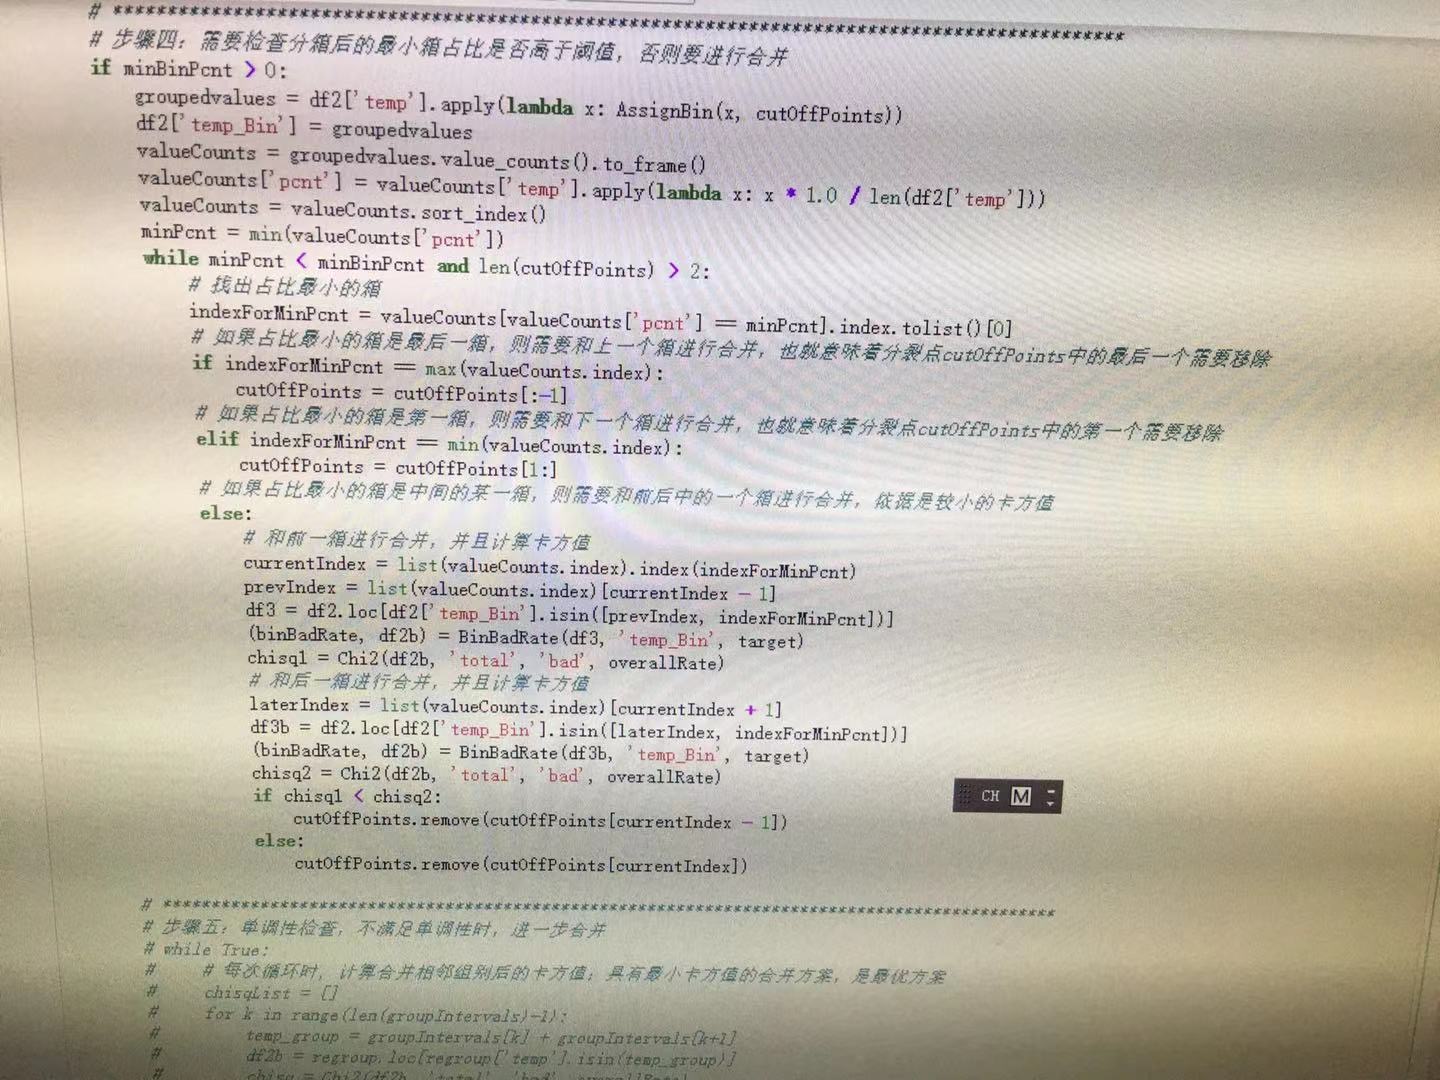 # ****************************************************************************************************
# 步骤四：需要检查分箱后的最小箱占比是否高于阈值，否则要进行合并
if minBinPcnt > 0:
    groupedvalues = df2['temp'].apply(lambda x: AssignBin(x, cutOffPoints))
    df2['temp_Bin'] = groupedvalues
    valueCounts = groupedvalues.value_counts().to_frame()
    valueCounts['pcnt'] = valueCounts['temp'].apply(lambda x: x * 1.0 / len(df2['temp']))
    valueCounts = valueCounts.sort_index()
    minPcnt = min(valueCounts['pcnt'])
    while minPcnt < minBinPcnt and len(cutOffPoints) > 2:
        # 找出占比最小的箱
        indexForMinPcnt = valueCounts[valueCounts['pcnt'] == minPcnt].index.tolist()[0]
        # 如果占比最小的箱是最后一箱，则需要和上一个箱进行合并，也就意味着分裂点cutOffPoints中的最后一个需要移除
        if indexForMinPcnt == max(valueCounts.index):
            cutOffPoints = cutOffPoints[:-1]
        # 如果占比最小的箱是第一箱，则需要和下一个箱进行合并，也就意味着分裂点cutOffPoints中的第一个需要移除
        elif indexForMinPcnt == min(valueCounts.index):
            cutOffPoints = cutOffPoints[1:]
        # 如果占比最小的箱是中间的某一箱，则需要和前后中的一个箱进行合并，依据是较小的卡方值
        else:
            # 和前一箱进行合并，并且计算卡方值
            currentIndex = list(valueCounts.index).index(indexForMinPcnt)
            prevIndex = list(valueCounts.index)[currentIndex - 1]
            df3 = df2.loc[df2['temp_Bin'].isin([prevIndex, indexForMinPcnt])]
            (binBadRate, df2b) = BinBadRate(df3, 'temp_Bin', target)
            chisq1 = Chi2(df2b, 'total', 'bad', overallRate)
            # 和后一箱进行合并，并且计算卡方值
            laterIndex = list(valueCounts.index)[currentIndex + 1]
            df3b = df2.loc[df2['temp_Bin'].isin([laterIndex, indexForMinPcnt])]
            (binBadRate, df2b) = BinBadRate(df3b, 'temp_Bin', target)
            chisq2 = Chi2(df2b, 'total', 'bad', overallRate)
            if chisq1 < chisq2:
                cutOffPoints.remove(cutOffPoints[currentIndex - 1])
            else:
                cutOffPoints.remove(cutOffPoints[currentIndex])
CH M
# ****************************************************************************************************
# 步骤五：单调性检查，不满足单调性时，进一步合并
# while True:
#     # 每次循环时，计算合并相邻组别后的卡方值；具有最小卡方值的合并方案，是最优方案
#     chisqList = []
#     for k in range(len(groupIntervals)-1):
#         temp_group = groupIntervals[k] + groupIntervals[k+1]
#         df2b = regroup.loc[regroup['temp'].isin(temp_group)]
#         chisq = Chi2(df2b, 'total', 'bad', overallRate)